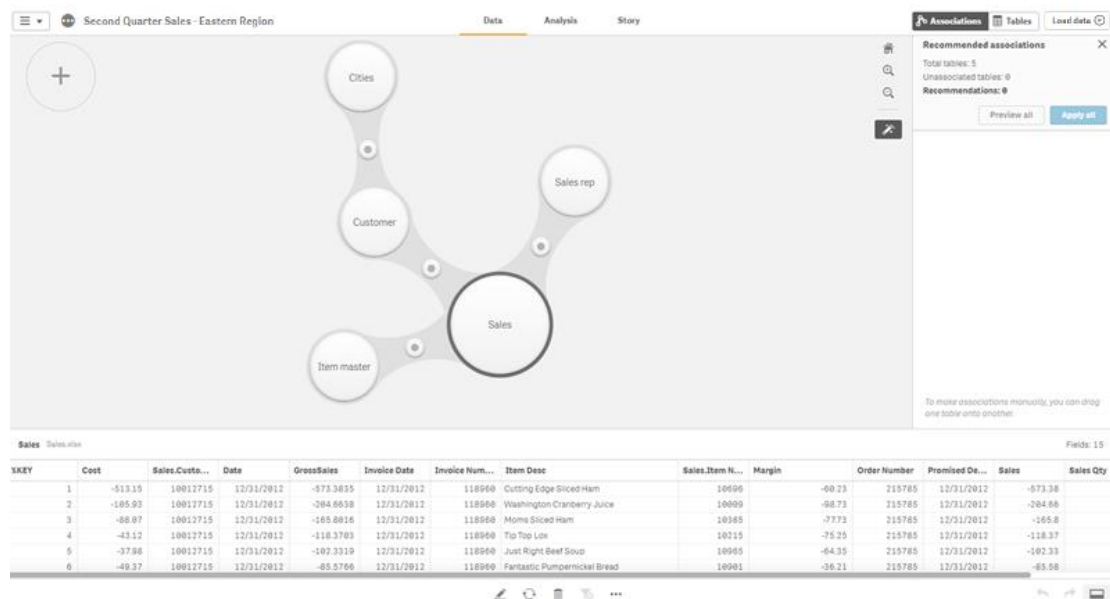 Second Quarter Sales - Eastern Region
Data Analysis Story
Associations Tables Load data
Recommended associations
Total tables: 5
Unassociated tables: 0
Recommendations: 0
Preview all Apply all
Cities
Sales rep
Customer
Sales
Item master
To make associations manually, you can drag
one table onto another.
Sales Sales.xlsx Fields: 15
Cost Sales.Custo... Date GrossSales Invoice Date Invoice Num... Item Desc Sales.Item N... Margin Order Number Promised De... Sales Sales Qty
1 -513.15 10012715 12/31/2012 -573.3835 12/31/2012 118960 Cutting Edge Sliced Ham 10696 -60.23 215785 12/31/2012 -573.38
2 -105.93 10012715 12/31/2012 -204.6638 12/31/2012 118960 Washington Cranberry Juice 10009 -98.73 215785 12/31/2012 -204.66
3 -88.07 10012715 12/31/2012 -165.8016 12/31/2012 118960 Moms Sliced Ham 10385 -77.73 215785 12/31/2012 -165.8
4 -43.12 10012715 12/31/2012 -118.3703 12/31/2012 118960 Tip Top Lox 10215 -75.25 215785 12/31/2012 -118.37
5 -37.98 10012715 12/31/2012 -102.3319 12/31/2012 118960 Just Right Beef Soup 10965 -64.35 215785 12/31/2012 -102.33
6 -49.37 10012715 12/31/2012 -85.5766 12/31/2012 118960 Fantastic Pumpernickel Bread 10901 -36.21 215785 12/31/2012 -85.58